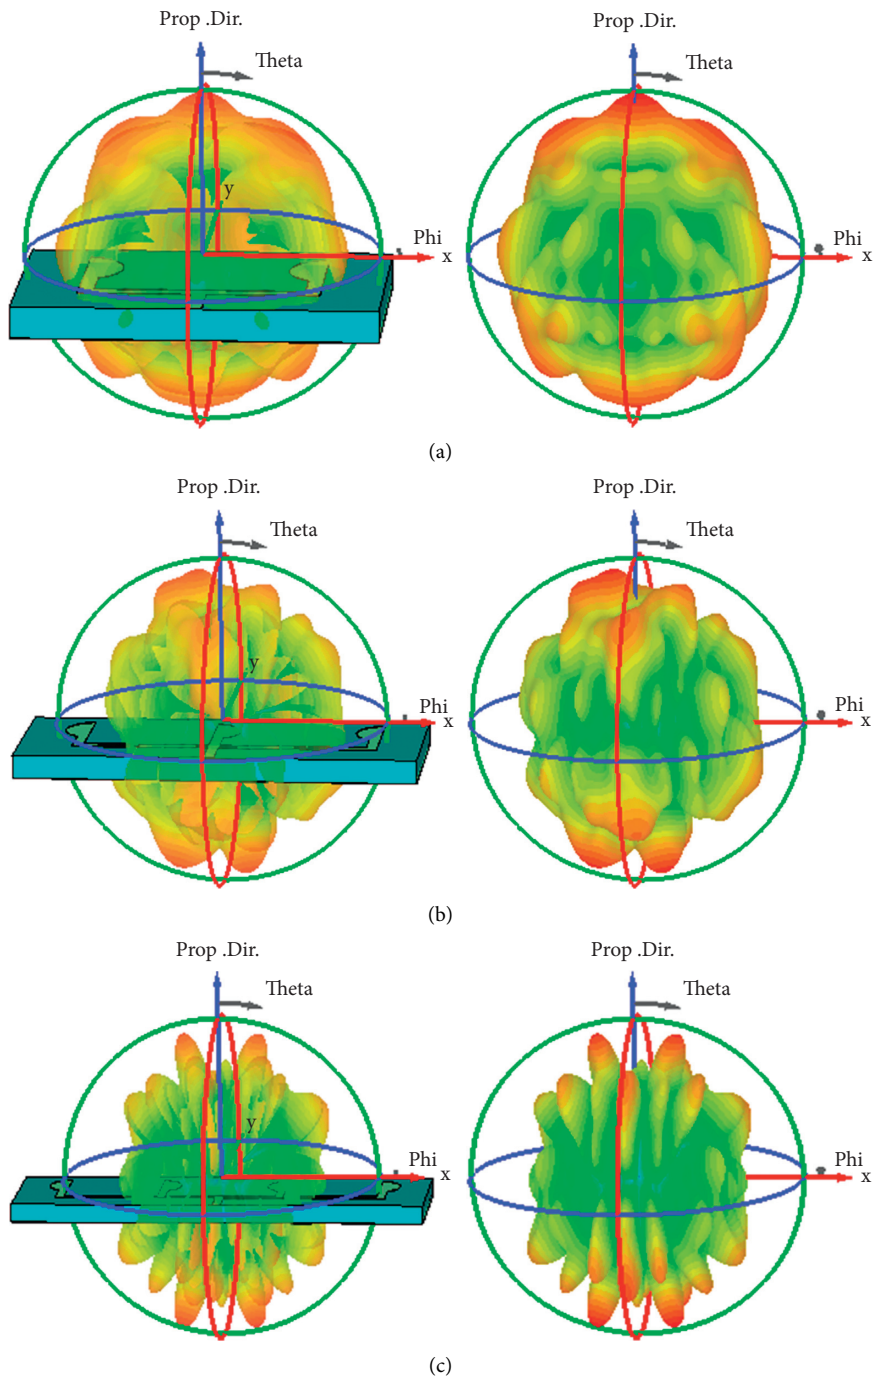 Prop .Dir.
Theta
y
Phi
x
Prop .Dir.
Theta
Phi
x
(a)
Prop .Dir.
Theta
y
Phi
x
Prop .Dir.
Theta
Phi
x
(b)
Prop .Dir.
Theta
y
Phi
x
Prop .Dir.
Theta
Phi
x
(c)